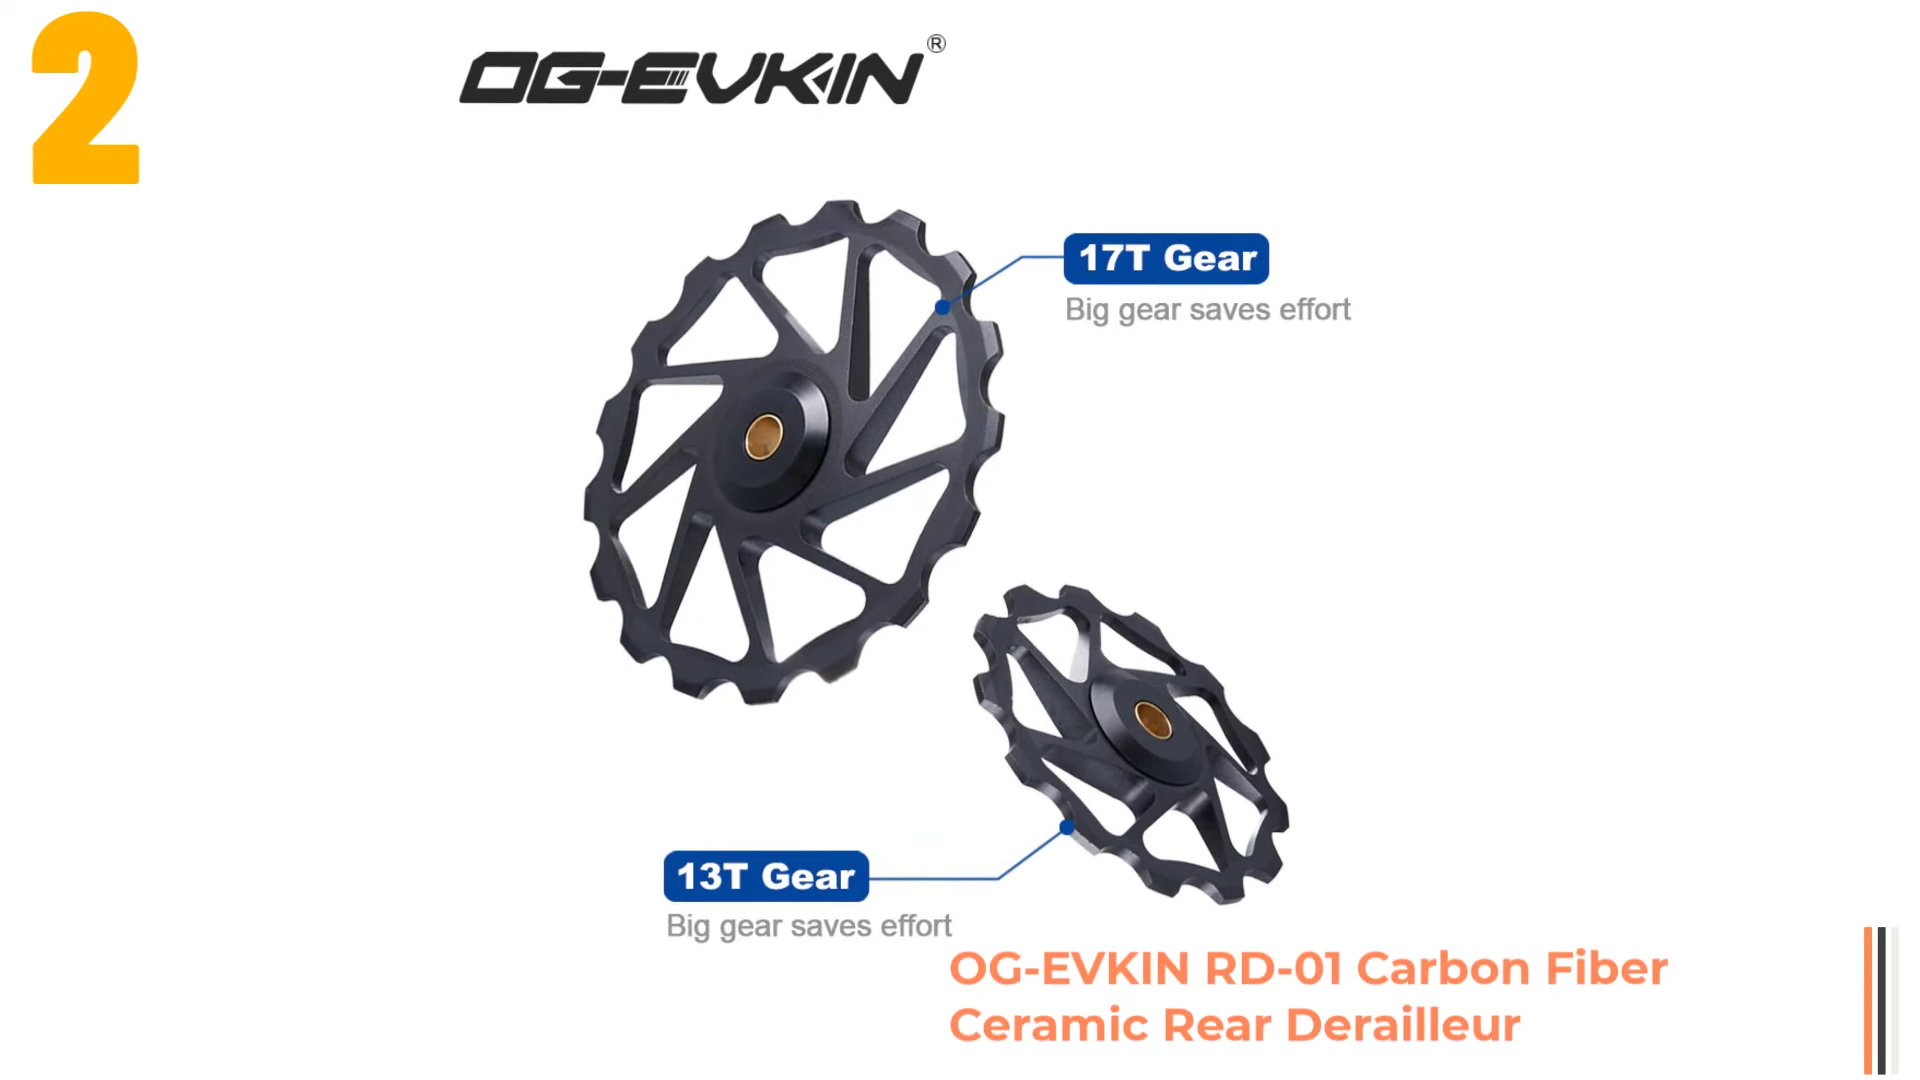 2
OG-EVKIN®
17T Gear
Big gear saves effort
13T Gear
Big gear saves effort
OG-EVKIN RD-01 Carbon Fiber
Ceramic Rear Derailleur